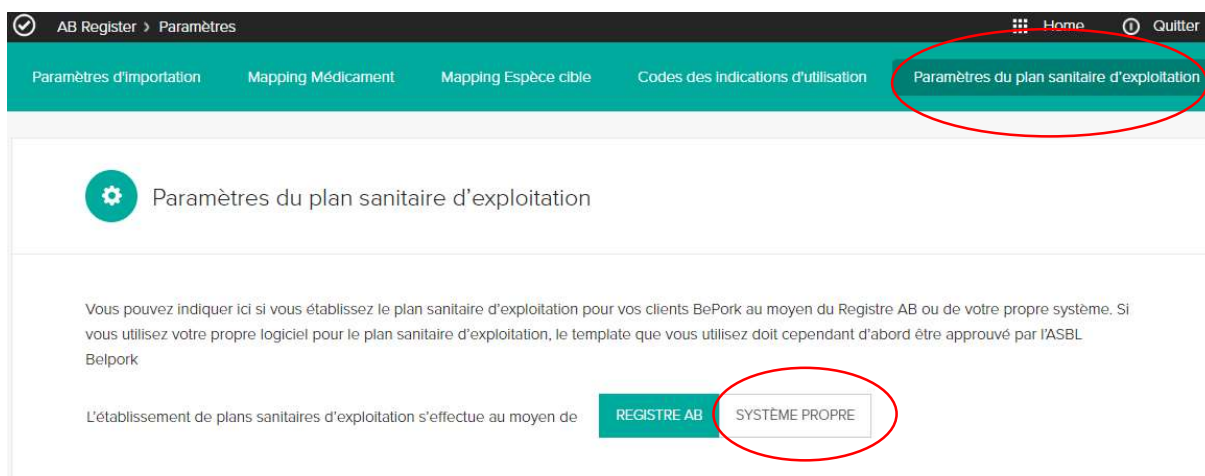 AB Register › Paramètres Home Quitter
Paramètres d'importation Mapping Médicament Mapping Espèce cible Codes des indications d'utilisation Paramètres du plan sanitaire d'exploitation
Paramètres du plan sanitaire d'exploitation
Vous pouvez indiquer ici si vous établissez le plan sanitaire d'exploitation pour vos clients BePork au moyen du Registre AB ou de votre propre système. Si
vous utilisez votre propre logiciel pour le plan sanitaire d'exploitation, le template que vous utilisez doit cependant d'abord être approuvé par l'ASBL
Belpork
L'établissement de plans sanitaires d'exploitation s'effectue au moyen de REGISTRE AB SYSTÈME PROPRE